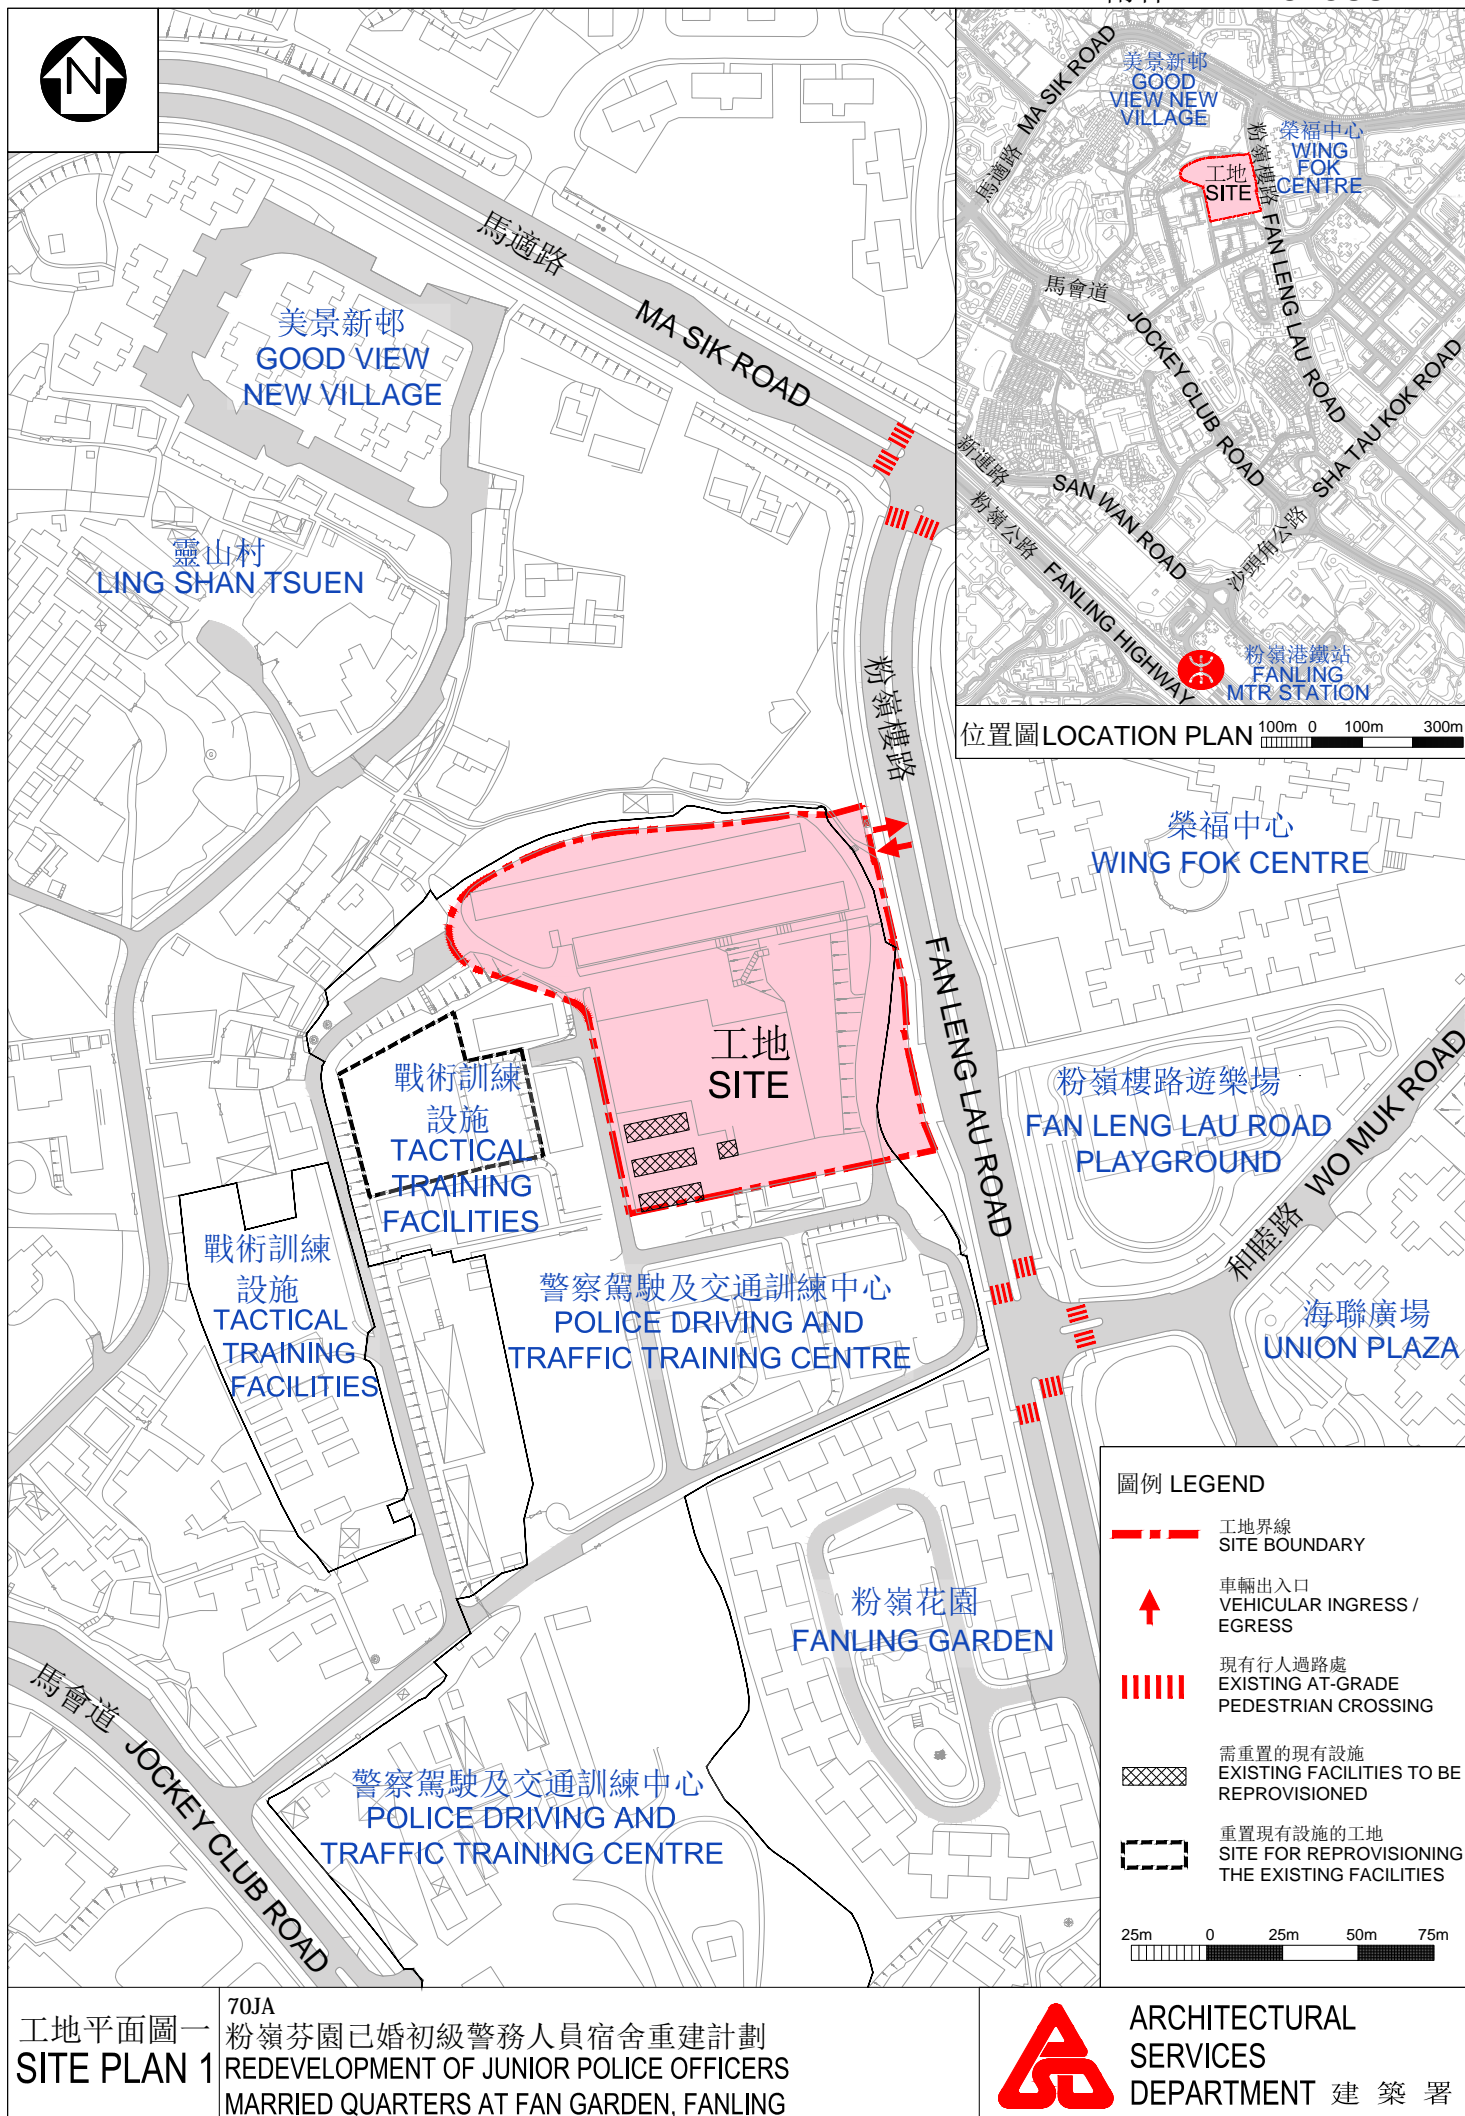 N
馬適路 MA SIK ROAD
美景新邨
GOOD
VIEW NEW
VILLAGE
粉嶺樓路 FAN LENG LAU ROAD
榮福中心
WING
FOK
CENTRE
工地
SITE
馬會道 JOCKEY CLUB ROAD
新運路 SAN WAN ROAD
粉嶺公路 FANLING HIGHWAY
沙頭角公路 SHA TAU KOK ROAD
粉嶺港鐵站
FANLING
MTR STATION
位置圖LOCATION PLAN
100m 0 100m 300m
馬適路 MA SIK ROAD
美景新邨
GOOD VIEW
NEW VILLAGE
靈山村
LING SHAN TSUEN
粉嶺樓路 FAN LENG LAU ROAD
榮福中心
WING FOK CENTRE
工地
SITE
戰術訓練
設施
TACTICAL
TRAINING
FACILITIES
戰術訓練
設施
TACTICAL
TRAINING
FACILITIES
粉嶺樓路遊樂場
FAN LENG LAU ROAD
PLAYGROUND
和睦路 WO MUK ROAD
警察駕駛及交通訓練中心
POLICE DRIVING AND
TRAFFIC TRAINING CENTRE
海聯廣場
UNION PLAZA
粉嶺花園
FANLING GARDEN
馬會道 JOCKEY CLUB ROAD
警察駕駛及交通訓練中心
POLICE DRIVING AND
TRAFFIC TRAINING CENTRE
圖例 LEGEND
工地界線
SITE BOUNDARY
車輛出入口
VEHICULAR INGRESS /
EGRESS
現有行人過路處
EXISTING AT-GRADE
PEDESTRIAN CROSSING
需重置的現有設施
EXISTING FACILITIES TO BE
REPROVISIONED
重置現有設施的工地
SITE FOR REPROVISIONING
THE EXISTING FACILITIES
25m 0 25m 50m 75m
工地平面圖一
SITE PLAN 1
70JA
粉嶺芬園已婚初級警務人員宿舍重建計劃
REDEVELOPMENT OF JUNIOR POLICE OFFICERS
MARRIED QUARTERS AT FAN GARDEN, FANLING
ARCHITECTURAL
SERVICES
DEPARTMENT 建築署